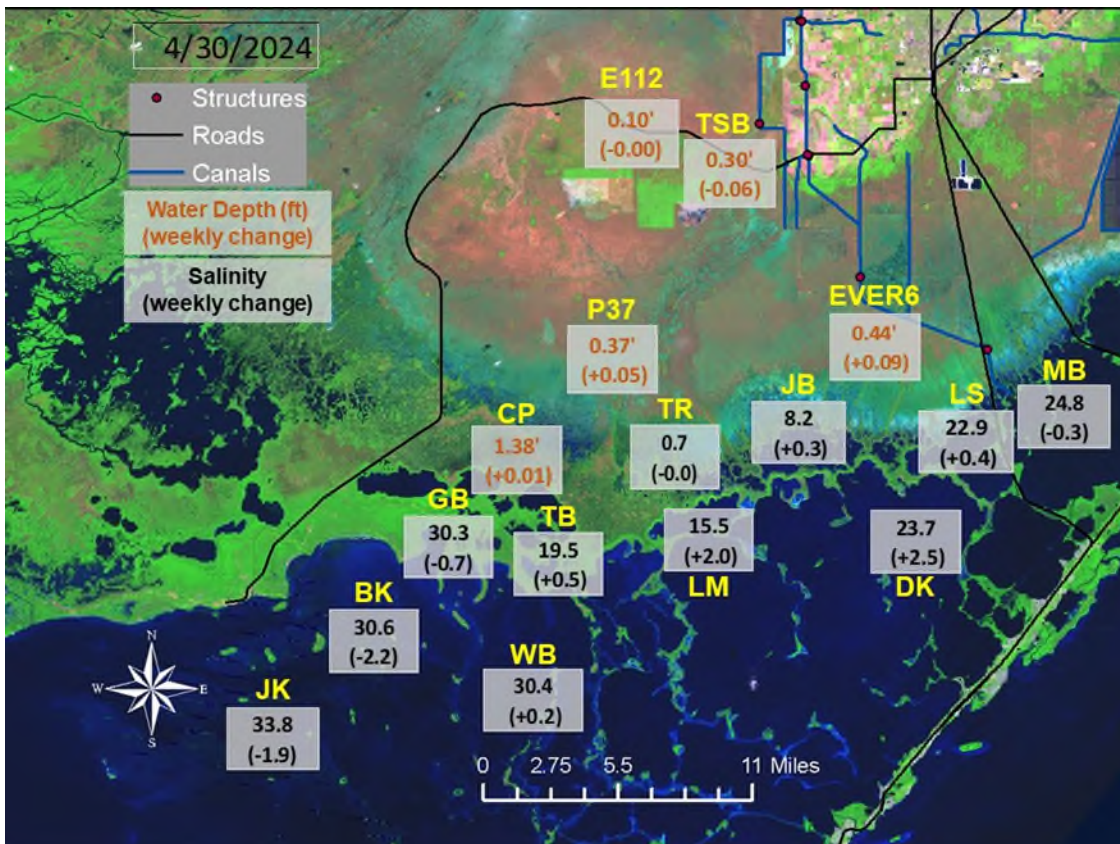 4/30/2024
Structures
Roads
Canals
Water Depth (ft)
(weekly change)
Salinity
(weekly change)
E112
0.10'
(-0.00)
TSB
0.30'
(-0.06)
EVER6
0.44'
(+0.09)
P37
0.37'
(+0.05)
CP
1.38'
(+0.01)
TR
0.7
(-0.0)
JB
8.2
(+0.3)
LS
22.9
(+0.4)
MB
24.8
(-0.3)
GB
30.3
(-0.7)
TB
19.5
(+0.5)
15.5
(+2.0)
LM
23.7
(+2.5)
DK
BK
30.6
(-2.2)
WB
30.4
(+0.2)
JK
33.8
(-1.9)
N
W E
S
0 2.75 5.5 11 Miles